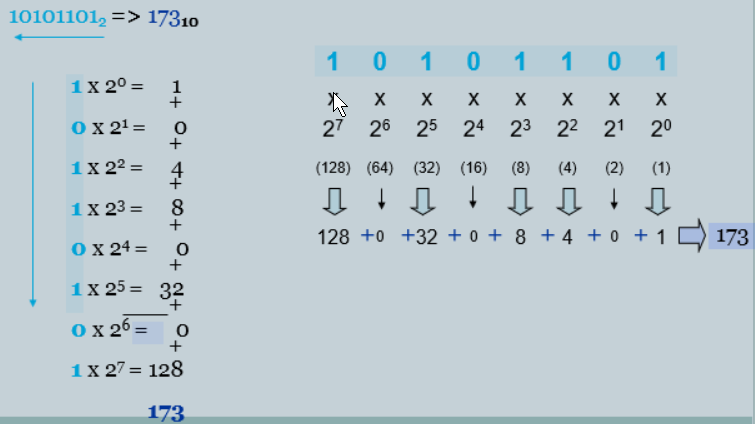 10101101₂ => 173₁₀
1 x 2⁰ = 1
+
0 x 2¹ = 0
+
1 x 2² = 4
+
1 x 2³ = 8
+
0 x 2⁴ = 0
+
1 x 2⁵ = 32
+
0 x 2⁶ = 0
+
1 x 2⁷ = 128
173
1 0 1 0 1 1 0 1
x x x x x x x x
2⁷ 2⁶ 2⁵ 2⁴ 2³ 2² 2¹ 2⁰
(128) (64) (32) (16) (8) (4) (2) (1)
128 +0 +32 + 0 + 8 + 4 + 0 + 1 173